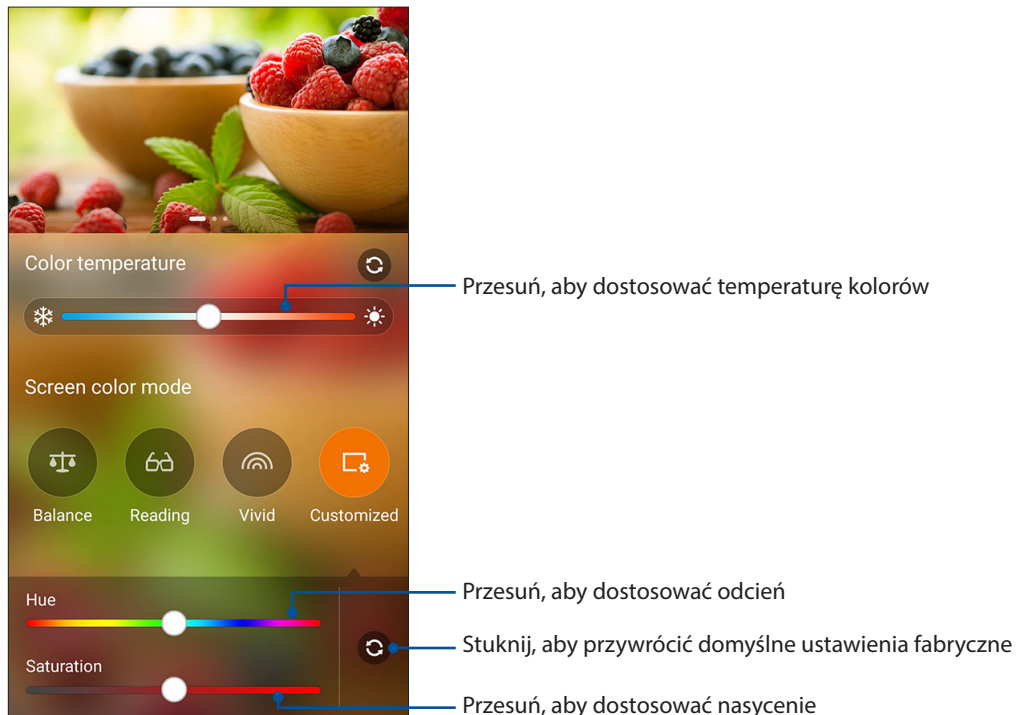 Color temperature
Przesuń, aby dostosować temperaturę kolorów
Screen color mode
Balance Reading Vivid Customized
Hue
Przesuń, aby dostosować odcień
Stuknij, aby przywrócić domyślne ustawienia fabryczne
Saturation
Przesuń, aby dostosować nasycenie